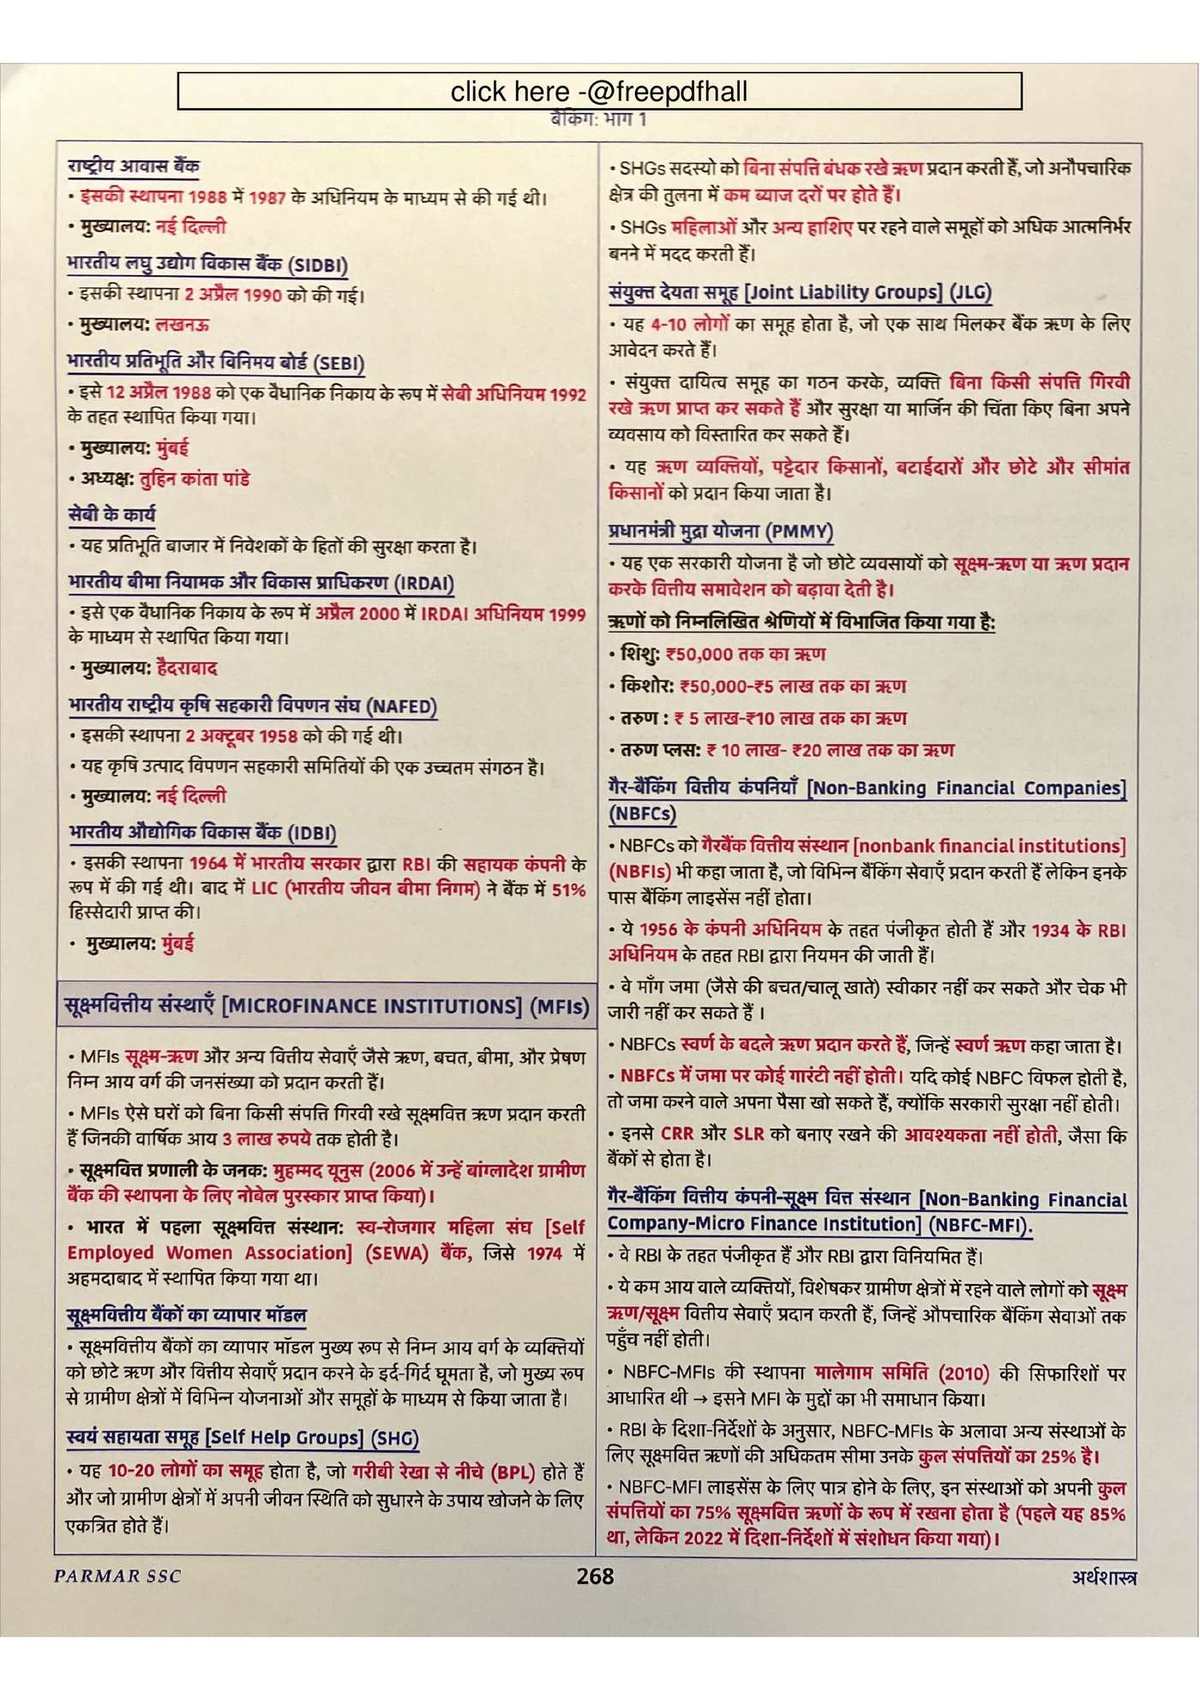 click here -@freepdfhall
बैंकिंग: भाग 1
राष्ट्रीय आवास बैंक
• इसकी स्थापना 1988 में 1987 के अधिनियम के माध्यम से की गई थी।
• मुख्यालय: नई दिल्ली
भारतीय लघु उद्योग विकास बैंक (SIDBI)
• इसकी स्थापना 2 अप्रैल 1990 को की गई।
• मुख्यालय: लखनऊ
भारतीय प्रतिभूति और विनिमय बोर्ड (SEBI)
• इसे 12 अप्रैल 1988 को एक वैधानिक निकाय के रूप में सेबी अधिनियम 1992
के तहत स्थापित किया गया।
• मुख्यालय: मुंबई
• अध्यक्ष: तुहिन कांता पांडे
सेबी के कार्य
• यह प्रतिभूति बाजार में निवेशकों के हितों की सुरक्षा करता है।
भारतीय बीमा नियामक और विकास प्राधिकरण (IRDAI)
• इसे एक वैधानिक निकाय के रूप में अप्रैल 2000 में IRDAI अधिनियम 1999
के माध्यम से स्थापित किया गया।
• मुख्यालय: हैदराबाद
भारतीय राष्ट्रीय कृषि सहकारी विपणन संघ (NAFED)
• इसकी स्थापना 2 अक्टूबर 1958 को की गई थी।
• यह कृषि उत्पाद विपणन सहकारी समितियों की एक उच्चतम संगठन है।
• मुख्यालय: नई दिल्ली
भारतीय औद्योगिक विकास बैंक (IDBI)
• इसकी स्थापना 1964 में भारतीय सरकार द्वारा RBI की सहायक कंपनी के
रूप में की गई थी। बाद में LIC (भारतीय जीवन बीमा निगम) ने बैंक में 51%
हिस्सेदारी प्राप्त की।
• मुख्यालय: मुंबई
सूक्ष्मवित्तीय संस्थाएँ [MICROFINANCE INSTITUTIONS] (MFIs)
• MFIs सूक्ष्म-ऋण और अन्य वित्तीय सेवाएँ जैसे ऋण, बचत, बीमा, और प्रेषण
निम्न आय वर्ग की जनसंख्या को प्रदान करती हैं।
• MFIs ऐसे घरों को बिना किसी संपत्ति गिरवी रखे सूक्ष्मवित्त ऋण प्रदान करती
हैं जिनकी वार्षिक आय 3 लाख रुपये तक होती है।
• सूक्ष्मवित्त प्रणाली के जनक: मुहम्मद यूनुस (2006 में उन्हें बांग्लादेश ग्रामीण
बैंक की स्थापना के लिए नोबेल पुरस्कार प्राप्त किया)।
• भारत में पहला सूक्ष्मवित्त संस्थान: स्व-रोजगार महिला संघ [Self
Employed Women Association] (SEWA) बैंक, जिसे 1974 में
अहमदाबाद में स्थापित किया गया था।
सूक्ष्मवित्तीय बैंकों का व्यापार मॉडल
• सूक्ष्मवित्तीय बैंकों का व्यापार मॉडल मुख्य रूप से निम्न आय वर्ग के व्यक्तियों
को छोटे ऋण और वित्तीय सेवाएँ प्रदान करने के इर्द-गिर्द घूमता है, जो मुख्य रूप
से ग्रामीण क्षेत्रों में विभिन्न योजनाओं और समूहों के माध्यम से किया जाता है।
स्वयं सहायता समूह [Self Help Groups] (SHG)
• यह 10-20 लोगों का समूह होता है, जो गरीबी रेखा से नीचे (BPL) होते हैं
और जो ग्रामीण क्षेत्रों में अपनी जीवन स्थिति को सुधारने के उपाय खोजने के लिए
एकत्रित होते हैं।
• SHGs सदस्यो को बिना संपत्ति बंधक रखे ऋण प्रदान करती हैं, जो अनौपचारिक
क्षेत्र की तुलना में कम ब्याज दरों पर होते हैं।
• SHGs महिलाओं और अन्य हाशिए पर रहने वाले समूहों को अधिक आत्मनिर्भर
बनने में मदद करती हैं।
संयुक्त देयता समूह [Joint Liability Groups] (JLG)
• यह 4-10 लोगों का समूह होता है, जो एक साथ मिलकर बैंक ऋण के लिए
आवेदन करते हैं।
• संयुक्त दायित्व समूह का गठन करके, व्यक्ति बिना किसी संपत्ति गिरवी
रखे ऋण प्राप्त कर सकते हैं और सुरक्षा या मार्जिन की चिंता किए बिना अपने
व्यवसाय को विस्तारित कर सकते हैं।
• यह ऋण व्यक्तियों, पट्टेदार किसानों, बटाईदारों और छोटे और सीमांत
किसानों को प्रदान किया जाता है।
प्रधानमंत्री मुद्रा योजना (PMMY)
• यह एक सरकारी योजना है जो छोटे व्यवसायों को सूक्ष्म-ऋण या ऋण प्रदान
करके वित्तीय समावेशन को बढ़ावा देती है।
ऋणों को निम्नलिखित श्रेणियों में विभाजित किया गया है:
• शिशु: ₹50,000 तक का ऋण
• किशोर: ₹50,000-₹5 लाख तक का ऋण
• तरुण : ₹ 5 लाख-₹10 लाख तक का ऋण
• तरुण प्लस: ₹ 10 लाख- ₹20 लाख तक का ऋण
गैर-बैंकिंग वित्तीय कंपनियाँ [Non-Banking Financial Companies]
(NBFCs)
• NBFCs को गैरबैंक वित्तीय संस्थान [nonbank financial institutions]
(NBFIs) भी कहा जाता है, जो विभिन्न बैंकिंग सेवाएँ प्रदान करती हैं लेकिन इनके
पास बैंकिंग लाइसेंस नहीं होता।
• ये 1956 के कंपनी अधिनियम के तहत पंजीकृत होती हैं और 1934 के RBI
अधिनियम के तहत RBI द्वारा नियमन की जाती हैं।
• वे माँग जमा (जैसे की बचत/चालू खाते) स्वीकार नहीं कर सकते और चेक भी
जारी नहीं कर सकते हैं ।
• NBFCs स्वर्ण के बदले ऋण प्रदान करते हैं, जिन्हें स्वर्ण ऋण कहा जाता है।
• NBFCs में जमा पर कोई गारंटी नहीं होती। यदि कोई NBFC विफल होती है,
तो जमा करने वाले अपना पैसा खो सकते हैं, क्योंकि सरकारी सुरक्षा नहीं होती।
• इनसे CRR और SLR को बनाए रखने की आवश्यकता नहीं होती, जैसा कि
बैंकों से होता है।
गैर-बैंकिंग वित्तीय कंपनी-सूक्ष्म वित्त संस्थान [Non-Banking Financial
Company-Micro Finance Institution] (NBFC-MFI).
• वे RBI के तहत पंजीकृत हैं और RBI द्वारा विनियमित हैं।
• ये कम आय वाले व्यक्तियों, विशेषकर ग्रामीण क्षेत्रों में रहने वाले लोगों को सूक्ष्म
ऋण/सूक्ष्म वित्तीय सेवाएँ प्रदान करती हैं, जिन्हें औपचारिक बैंकिंग सेवाओं तक
पहुँच नहीं होती।
• NBFC-MFIs की स्थापना मालेगाम समिति (2010) की सिफारिशों पर
आधारित थी → इसने MFI के मुद्दों का भी समाधान किया।
• RBI के दिशा-निर्देशों के अनुसार, NBFC-MFIs के अलावा अन्य संस्थाओं के
लिए सूक्ष्मवित्त ऋणों की अधिकतम सीमा उनके कुल संपत्तियों का 25% है।
• NBFC-MFI लाइसेंस के लिए पात्र होने के लिए, इन संस्थाओं को अपनी कुल
संपत्तियों का 75% सूक्ष्मवित्त ऋणों के रूप में रखना होता है (पहले यह 85%
था, लेकिन 2022 में दिशा-निर्देशों में संशोधन किया गया)।
PARMAR SSC
268
अर्थशास्त्र